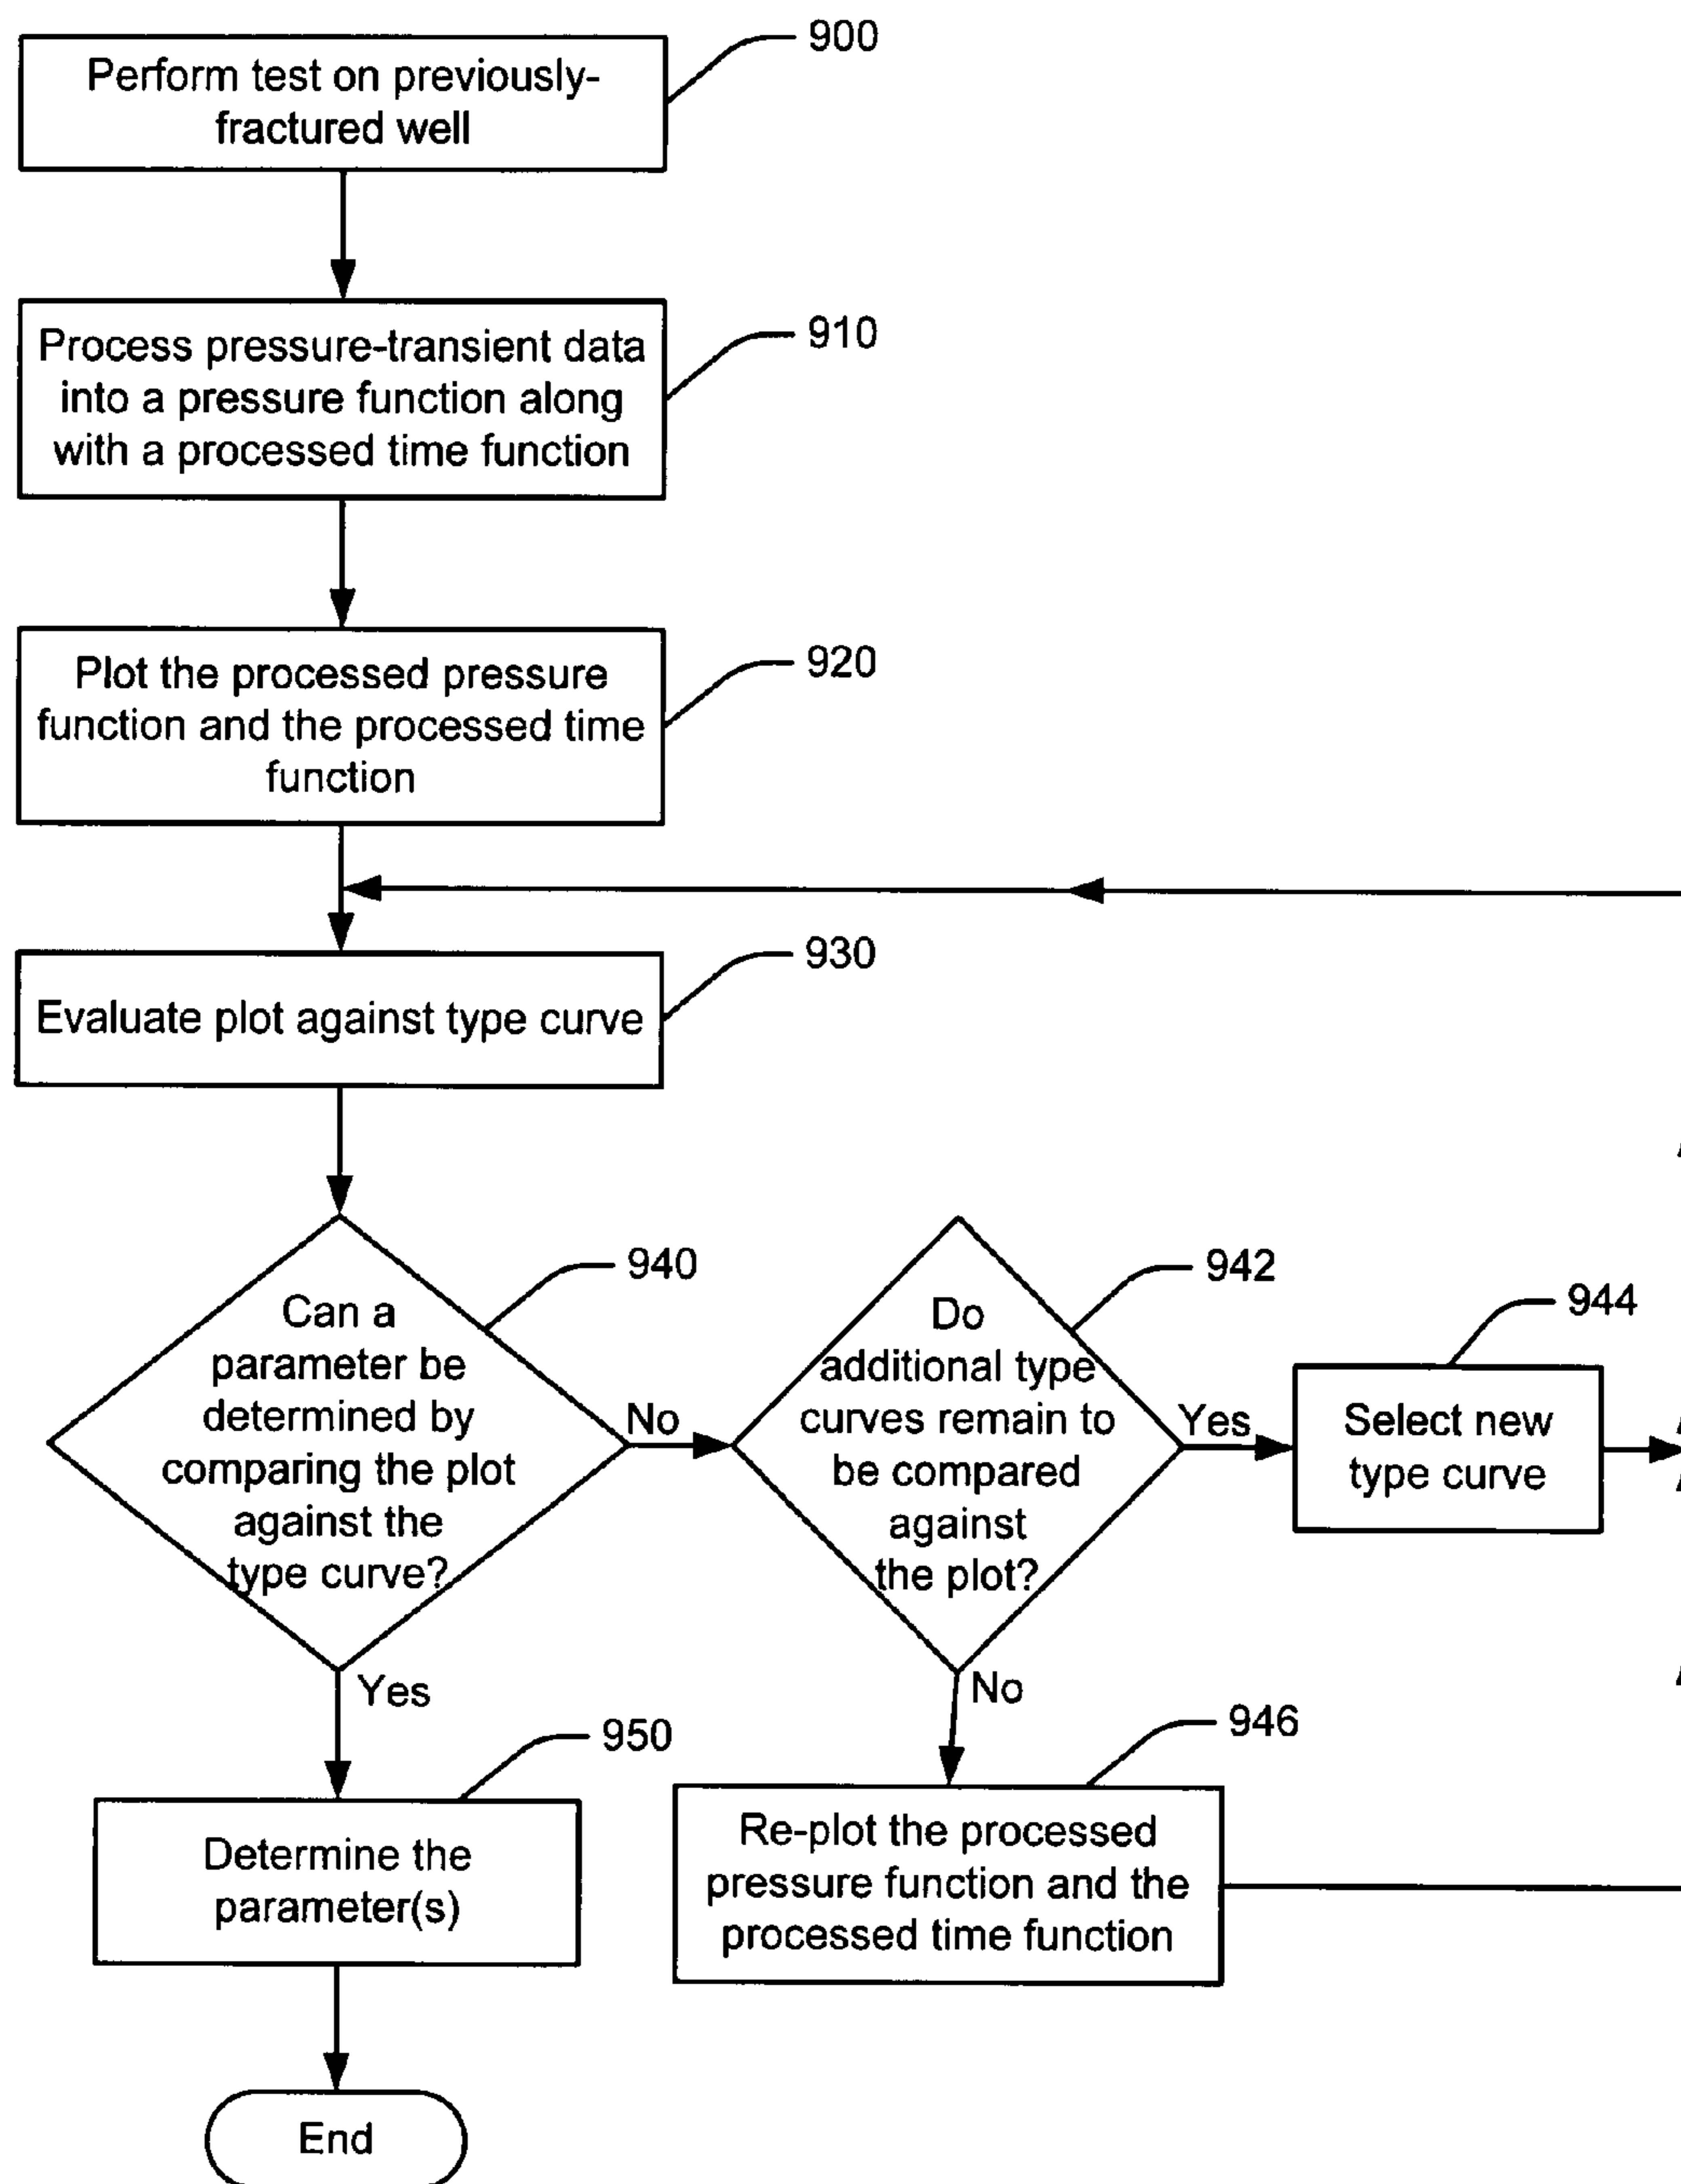 900
Perform test on previously-
fractured well
910
Process pressure-transient data
into a pressure function along
with a processed time function
920
Plot the processed pressure
function and the processed time
function
930
Evaluate plot against type curve
940
Can a
parameter be
determined by
comparing the plot
against the
type curve?
No
942
Do
additional type
curves remain to
be compared
against
the plot?
Yes
944
Select new
type curve
Yes
No
950
Determine the
parameter(s)
946
Re-plot the processed
pressure function and the
processed time function
End